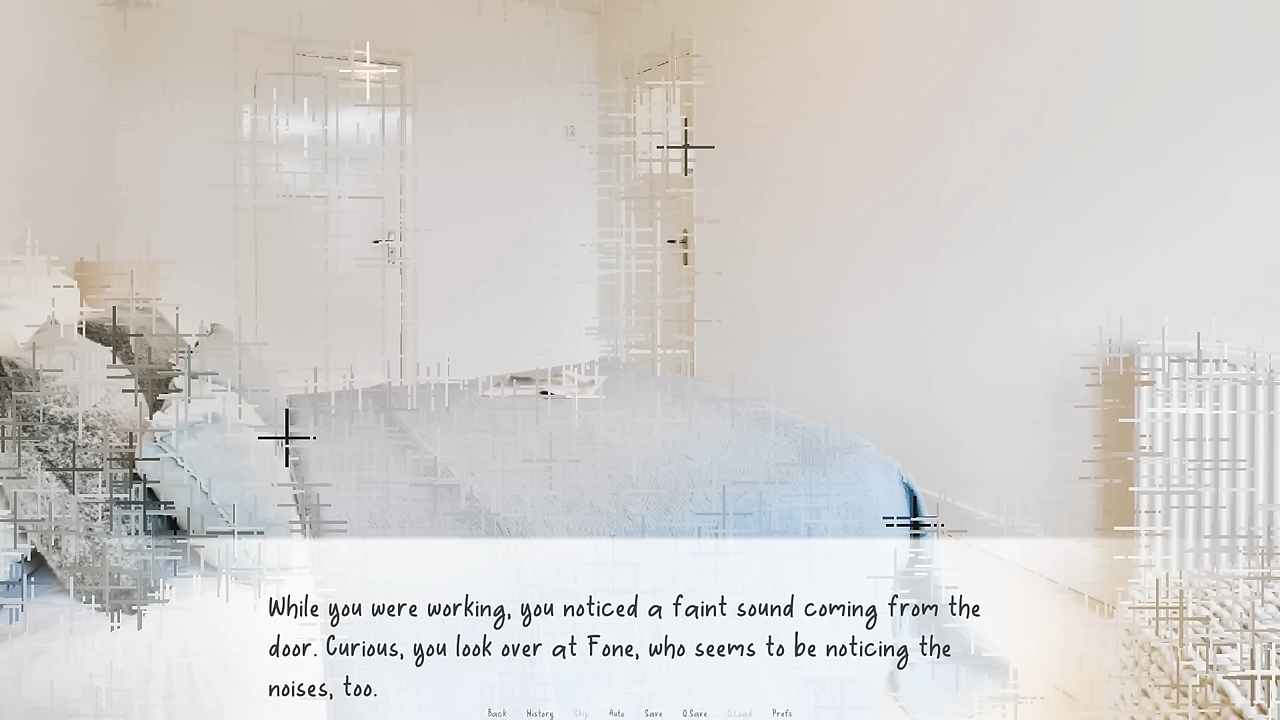 While you were working, you noticed a faint sound coming from the
door. Curious, you look over at Fone, who seems to be noticing the
noises, too.
Back History Skip Auto Save Q.Save Q.Load Prefs